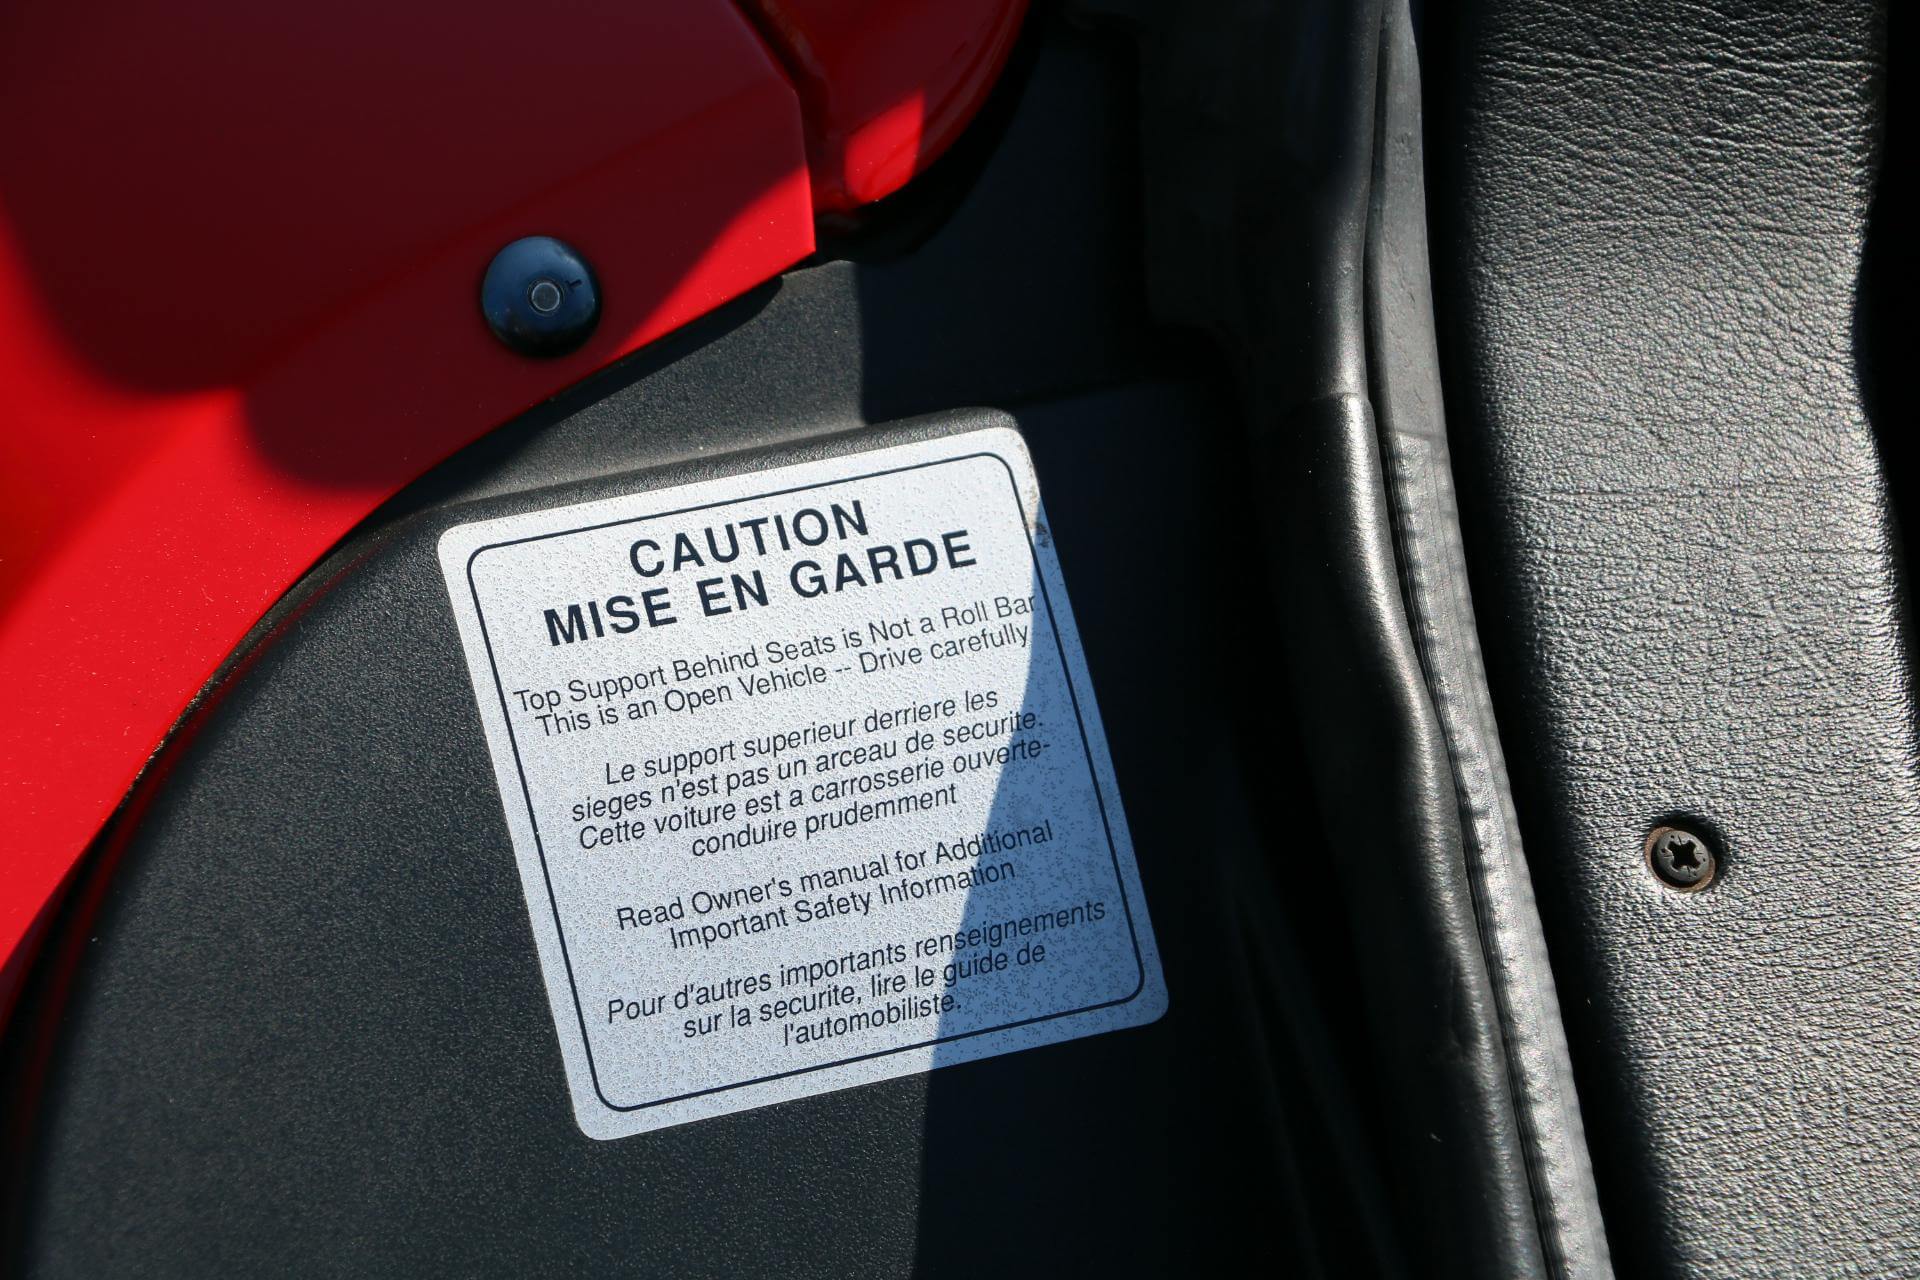 CAUTION
MISE EN GARDE
Top Support Behind Seats is Not a Roll Bar
This is an Open Vehicle -- Drive carefully
Le support superieur derriere les
sieges n'est pas un arceau de securite.
Cette voiture est a carrosserie ouverte-
conduire prudemment
Read Owner's manual for Additional
Important Safety Information
Pour d'autres importants renseignements
sur la securite, lire le guide de
l'automobiliste.